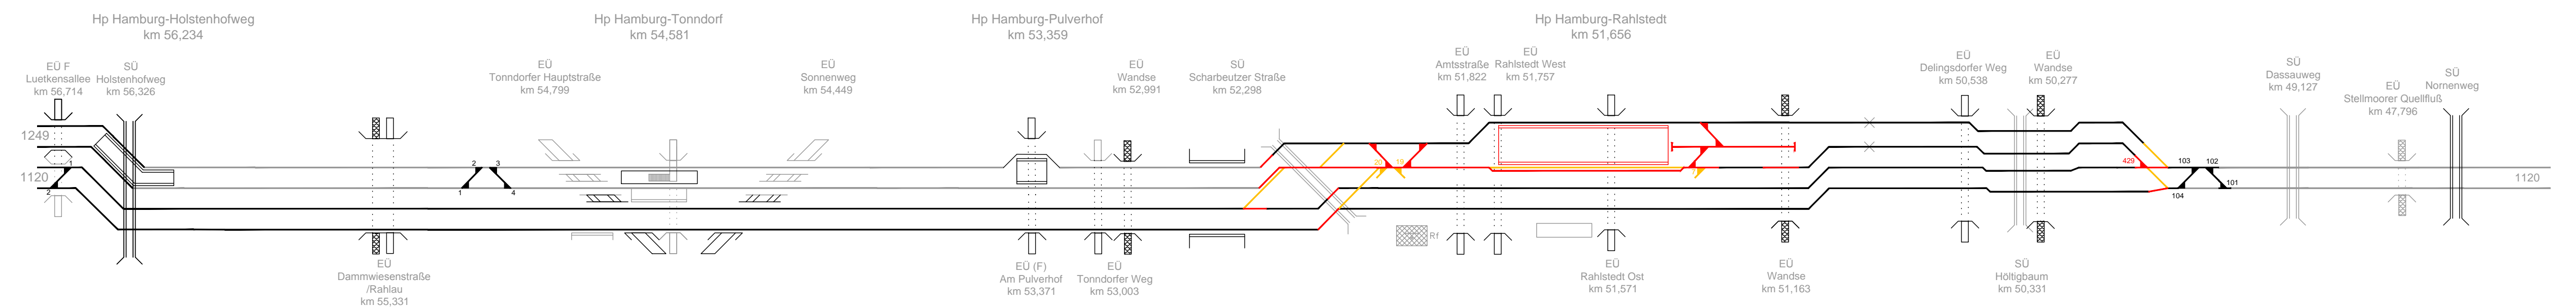 Hp Hamburg-Holstenhofweg
km 56,234
Hp Hamburg-Tonndorf
km 54,581
Hp Hamburg-Pulverhof
km 53,359
Hp Hamburg-Rahlstedt
km 51,656
EÜ F
Luetkensallee
km 56,714
SÜ
Holstenhofweg
km 56,326
EÜ
Tonndorfer Hauptstraße
km 54,799
EÜ
Sonnenweg
km 54,449
EÜ
Wandse
km 52,991
SÜ
Scharbeutzer Straße
km 52,298
EÜ
Amtsstraße
km 51,822
EÜ
Rahlstedt West
km 51,757
EÜ
Delingsdorfer Weg
km 50,538
EÜ
Wandse
km 50,277
SÜ
Dassauweg
km 49,127
EÜ
Stellmoorer Quellfluß
km 47,796
SÜ
Nornenweg
1249
1120
1
2
2
3
1
4
20
19
429
103
102
104
101
1120
Rf
EÜ
Dammwiesenstraße
/Rahlau
km 55,331
EÜ (F)
Am Pulverhof
km 53,371
EÜ
Tonndorfer Weg
km 53,003
EÜ
Rahlstedt Ost
km 51,571
EÜ
Wandse
km 51,163
SÜ
Höltigbaum
km 50,331